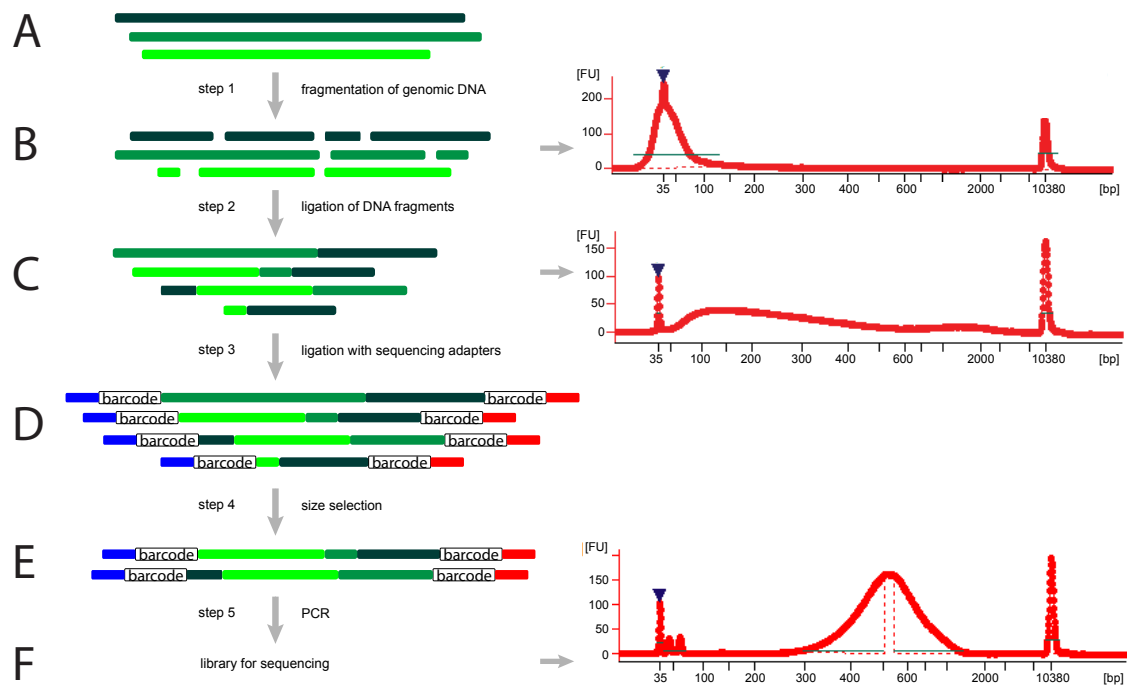 A
step 1 fragmentation of genomic DNA
B
step 2 ligation of DNA fragments
C
step 3 ligation with sequencing adapters
D
barcode barcode
barcode barcode
barcode barcode
barcode barcode
step 4 size selection
E
barcode barcode
barcode barcode
step 5 PCR
F
library for sequencing
[FU]
200
100
0
35 100 200 300 400 600 2000 10380 [bp]
[FU]
150
100
50
0
35 100 200 300 400 600 2000 10380 [bp]
[FU]
150
100
50
0
35 100 200 300 400 600 2000 10380 [bp]